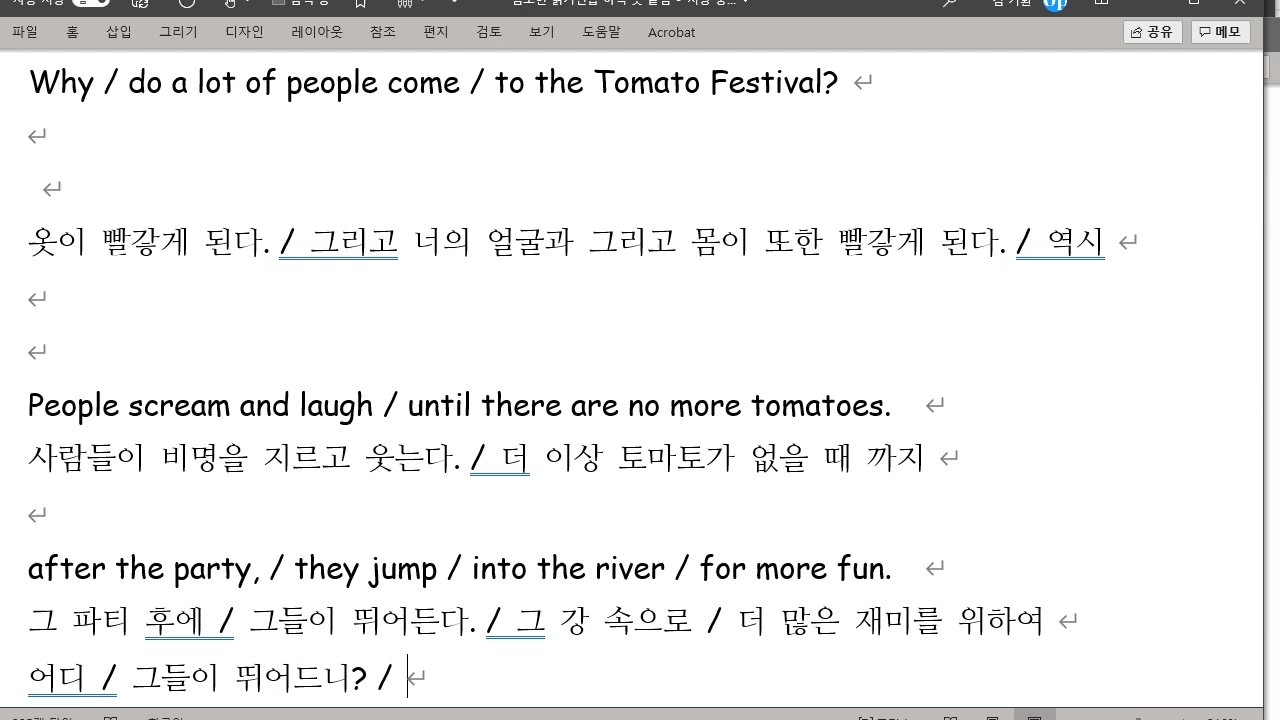 파일 홈 삽입 그리기 디자인 레이아웃 참조 편지 검토 보기 도움말 Acrobat 공유 메모
Why / do a lot of people come / to the Tomato Festival?
옷이 빨갛게 된다. / 그리고 너의 얼굴과 그리고 몸이 또한 빨갛게 된다. / 역시
People scream and laugh / until there are no more tomatoes.
사람들이 비명을 지르고 웃는다. / 더 이상 토마토가 없을 때 까지
after the party, / they jump / into the river / for more fun.
그 파티 후에 / 그들이 뛰어든다. / 그 강 속으로 / 더 많은 재미를 위하여
어디 / 그들이 뛰어드니? /